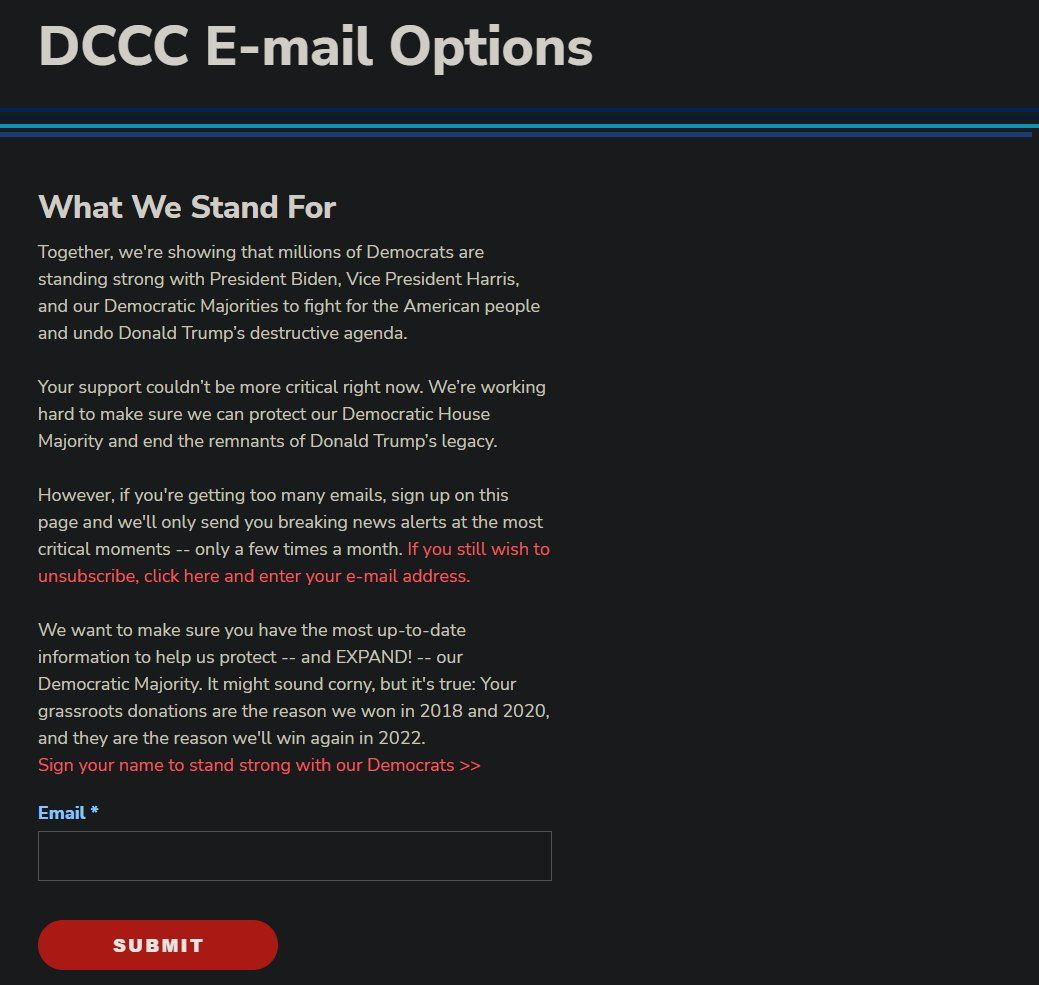 DCCC E-mail Options
What We Stand For
Together, we're showing that millions of Democrats are
standing strong with President Biden, Vice President Harris,
and our Democratic Majorities to fight for the American people
and undo Donald Trump’s destructive agenda.
Your support couldn’t be more critical right now. We’re working
hard to make sure we can protect our Democratic House
Majority and end the remnants of Donald Trump’s legacy.
However, if you're getting too many emails, sign up on this
page and we'll only send you breaking news alerts at the most
critical moments -- only a few times a month. If you still wish to
unsubscribe, click here and enter your e-mail address.
We want to make sure you have the most up-to-date
information to help us protect -- and EXPAND! -- our
Democratic Majority. It might sound corny, but it's true: Your
grassroots donations are the reason we won in 2018 and 2020,
and they are the reason we'll win again in 2022.
Sign your name to stand strong with our Democrats >>
Email *
SUBMIT